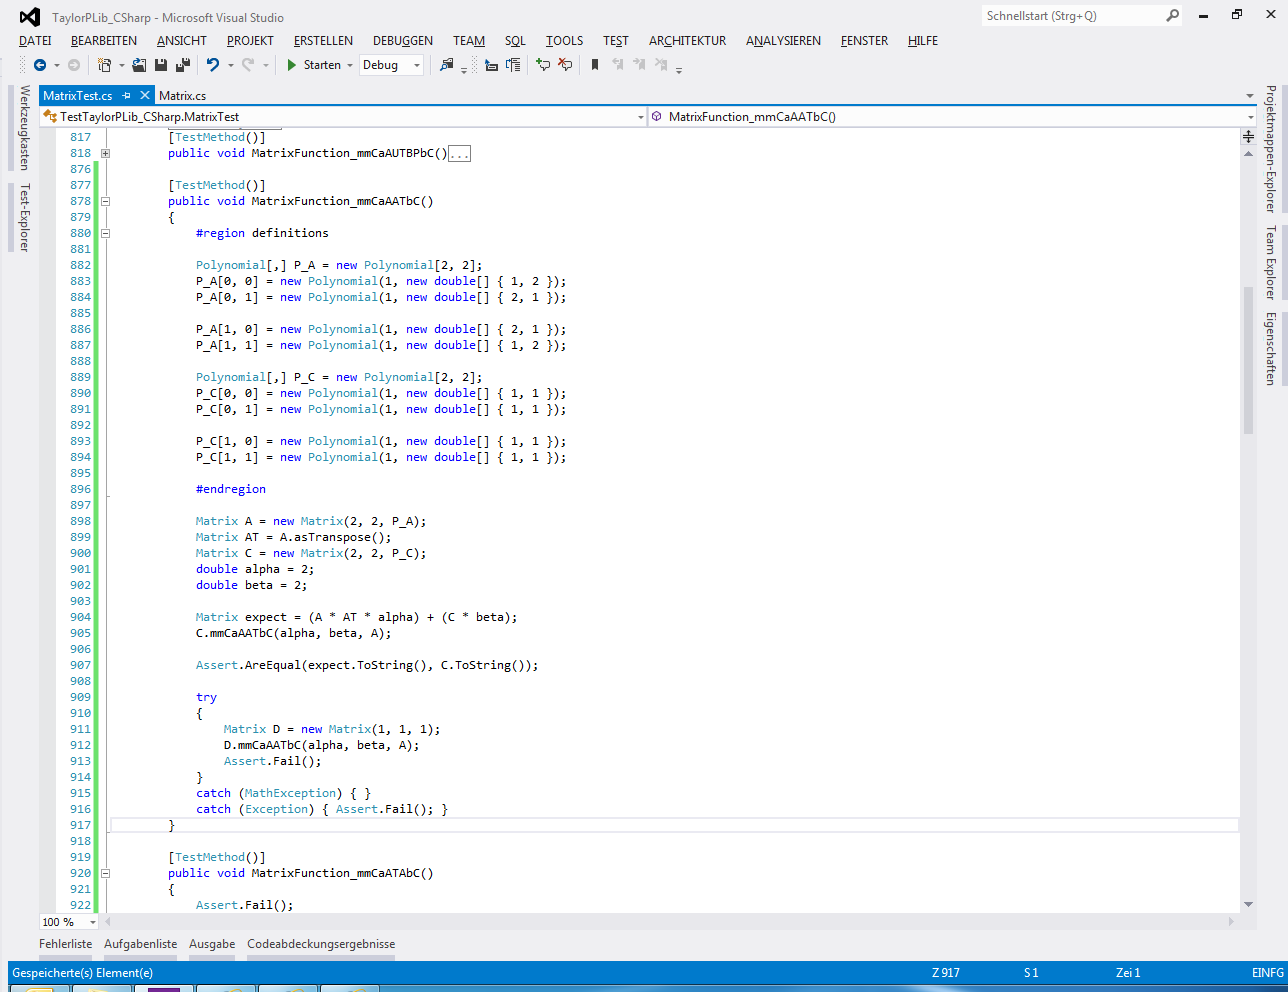 TaylorPLib_CSharp - Microsoft Visual Studio
Schnellstart (Strg+Q)
DATEI BEARBEITEN ANSICHT PROJEKT ERSTELLEN DEBUGGEN TEAM SQL TOOLS TEST ARCHITEKTUR ANALYSIEREN FENSTER HILFE
Starten Debug
MatrixTest.cs Matrix.cs
TestTaylorPLib_CSharp.MatrixTest MatrixFunction_mmCaAATbC()
Werkzeugkasten
Test-Explorer
817 [TestMethod()]
818 public void MatrixFunction_mmCaAUTBPbC()...
876
877 [TestMethod()]
878 public void MatrixFunction_mmCaAATbC()
879 {
880 #region definitions
881
882 Polynomial[,] P_A = new Polynomial[2, 2];
883 P_A[0, 0] = new Polynomial(1, new double[] { 1, 2 });
884 P_A[0, 1] = new Polynomial(1, new double[] { 2, 1 });
885
886 P_A[1, 0] = new Polynomial(1, new double[] { 2, 1 });
887 P_A[1, 1] = new Polynomial(1, new double[] { 1, 2 });
888
889 Polynomial[,] P_C = new Polynomial[2, 2];
890 P_C[0, 0] = new Polynomial(1, new double[] { 1, 1 });
891 P_C[0, 1] = new Polynomial(1, new double[] { 1, 1 });
892
893 P_C[1, 0] = new Polynomial(1, new double[] { 1, 1 });
894 P_C[1, 1] = new Polynomial(1, new double[] { 1, 1 });
895
896 #endregion
897
898 Matrix A = new Matrix(2, 2, P_A);
899 Matrix AT = A.asTranspose();
900 Matrix C = new Matrix(2, 2, P_C);
901 double alpha = 2;
902 double beta = 2;
903
904 Matrix expect = (A * AT * alpha) + (C * beta);
905 C.mmCaAATbC(alpha, beta, A);
906
907 Assert.AreEqual(expect.ToString(), C.ToString());
908
909 try
910 {
911 Matrix D = new Matrix(1, 1, 1);
912 D.mmCaAATbC(alpha, beta, A);
913 Assert.Fail();
914 }
915 catch (MathException) { }
916 catch (Exception) { Assert.Fail(); }
917 }
918
919 [TestMethod()]
920 public void MatrixFunction_mmCaATAbC()
921 {
922 Assert.Fail();
Projektmappen-Explorer
Team Explorer
Eigenschaften
100 %
Fehlerliste Aufgabenliste Ausgabe Codeabdeckungsergebnisse
Gespeicherte(s) Element(e) Z 917 S 1 Zei 1 EINFG